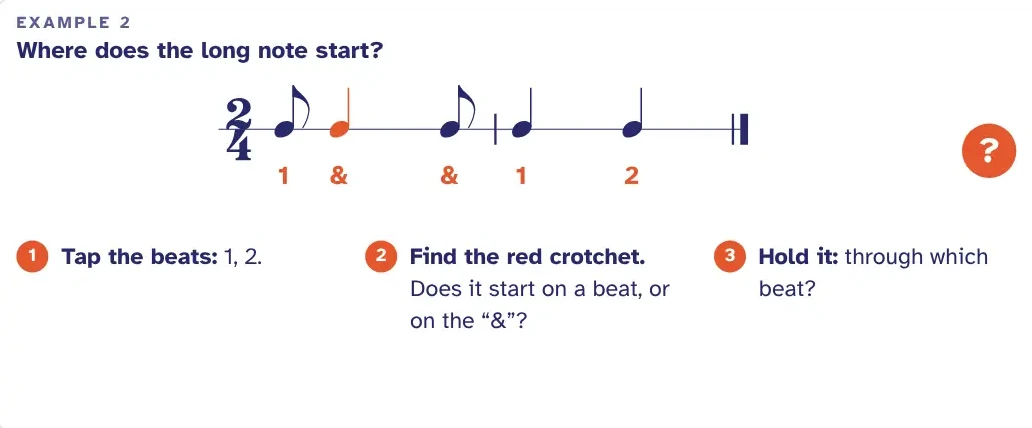 EXAMPLE 2
Where does the long note start?
2
4
1 & & 1 2
?
1 Tap the beats: 1, 2.
2 Find the red crotchet.
Does it start on a beat, or
on the “&”?
3 Hold it: through which
beat?